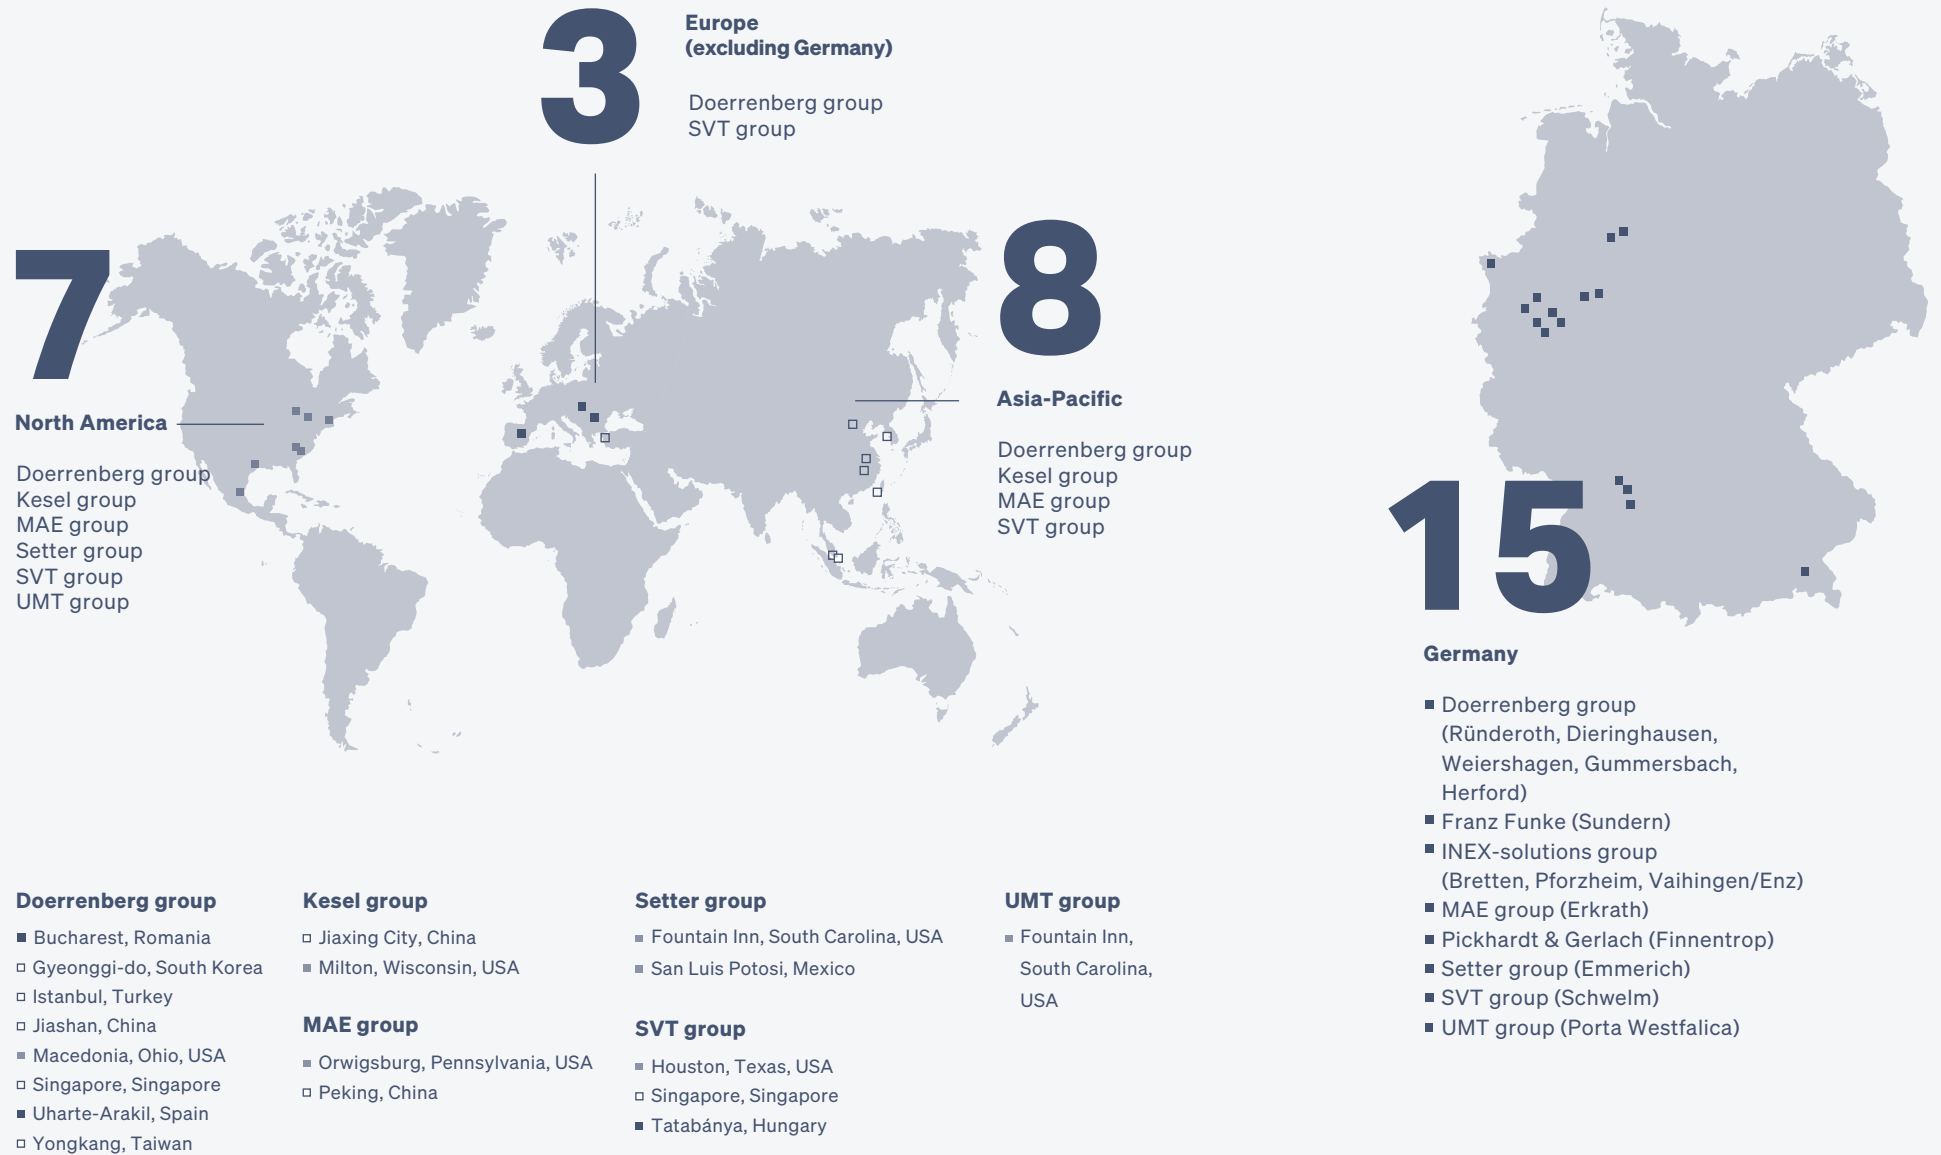 3
Europe
(excluding Germany)
Doerrenberg group
SVT group
7
North America
Doerrenberg group
Kesel group
MAE group
Setter group
SVT group
UMT group
8
Asia-Pacific
Doerrenberg group
Kesel group
MAE group
SVT group
15
Germany
Doerrenberg group
(Ründeroth, Dieringhausen,
Weiershagen, Gummersbach,
Herford)
Franz Funke (Sundern)
INEX-solutions group
(Bretten, Pforzheim, Vaihingen/Enz)
MAE group (Erkrath)
Pickhardt & Gerlach (Finnentrop)
Setter group (Emmerich)
SVT group (Schwelm)
UMT group (Porta Westfalica)
Doerrenberg group
Bucharest, Romania
Gyeonggi-do, South Korea
Istanbul, Turkey
Jiashan, China
Macedonia, Ohio, USA
Singapore, Singapore
Uharte-Arakil, Spain
Yongkang, Taiwan
Kesel group
Jiaxing City, China
Milton, Wisconsin, USA
MAE group
Orwigsburg, Pennsylvania, USA
Peking, China
Setter group
Fountain Inn, South Carolina, USA
San Luis Potosi, Mexico
SVT group
Houston, Texas, USA
Singapore, Singapore
Tatabánya, Hungary
UMT group
Fountain Inn,
South Carolina,
USA